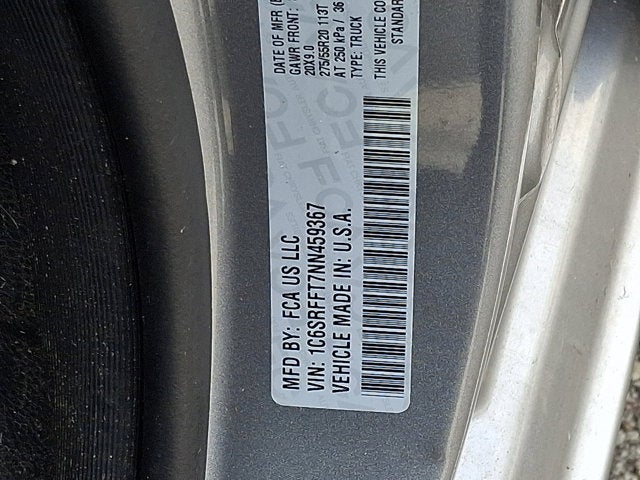 MFD BY: FCA US LLC
VIN: 1C6SRFFT7NN459367
VEHICLE MADE IN: U.S.A.
DATE OF MFR
GAWR FRONT:
20X9.0
275/55R20 113T
AT 250 kPa / 36
TYPE: TRUCK
THIS VEHICLE CO
STANDAR